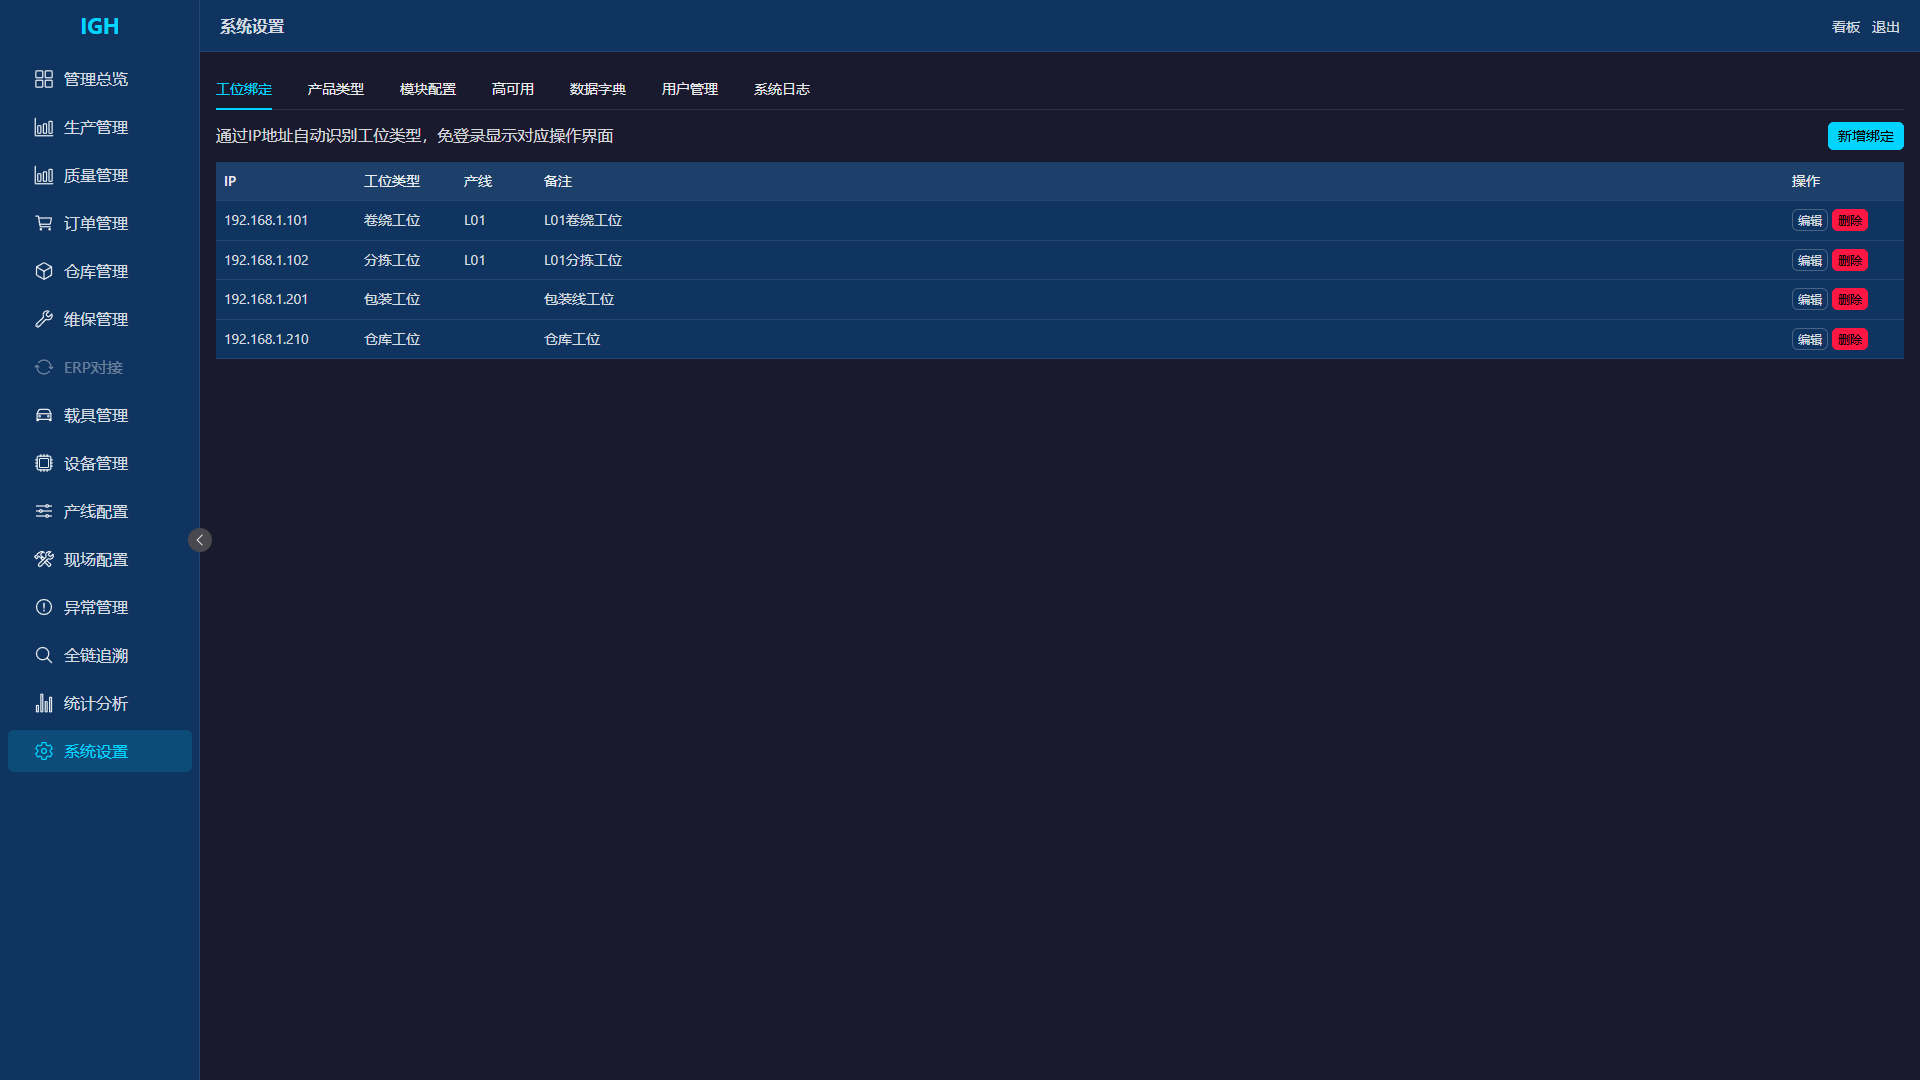 IGH
管理总览
生产管理
质量管理
订单管理
仓库管理
维保管理
ERP对接
载具管理
设备管理
产线配置
现场配置
异常管理
全链追溯
统计分析
系统设置
系统设置
看板 退出
工位绑定 产品类型 模块配置 高可用 数据字典 用户管理 系统日志
通过IP地址自动识别工位类型，免登录显示对应操作界面
新增绑定
IP 工位类型 产线 备注 操作
192.168.1.101 卷绕工位 L01 L01卷绕工位 编辑 删除
192.168.1.102 分拣工位 L01 L01分拣工位 编辑 删除
192.168.1.201 包装工位 包装线工位 编辑 删除
192.168.1.210 仓库工位 仓库工位 编辑 删除